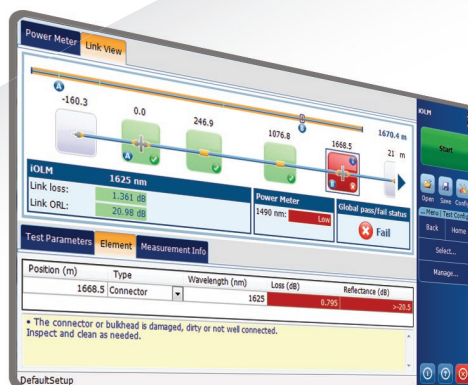 Power Meter Link View
A
B
1670.4 m
-160.3 0.0 246.9 1076.8 1668.5 21 m
A
B
iOLM 1625 nm
Link loss: 1.361 dB
Link ORL: 20.98 dB
Power Meter
1490 nm: Low
Global pass/fail status
Fail
Test Parameters Element Measurement Info
Position (m) Type Wavelength (nm) Loss (dB) Reflectance (dB)
1668.5 Connector 1625 0.795 >-20.5
• The connector or bulkhead is damaged, dirty or not well connected.
Inspect and clean as needed.
DefaultSetup
iOLM
Start
Open Save
Menu Test
Back Home
Select...
Manage...